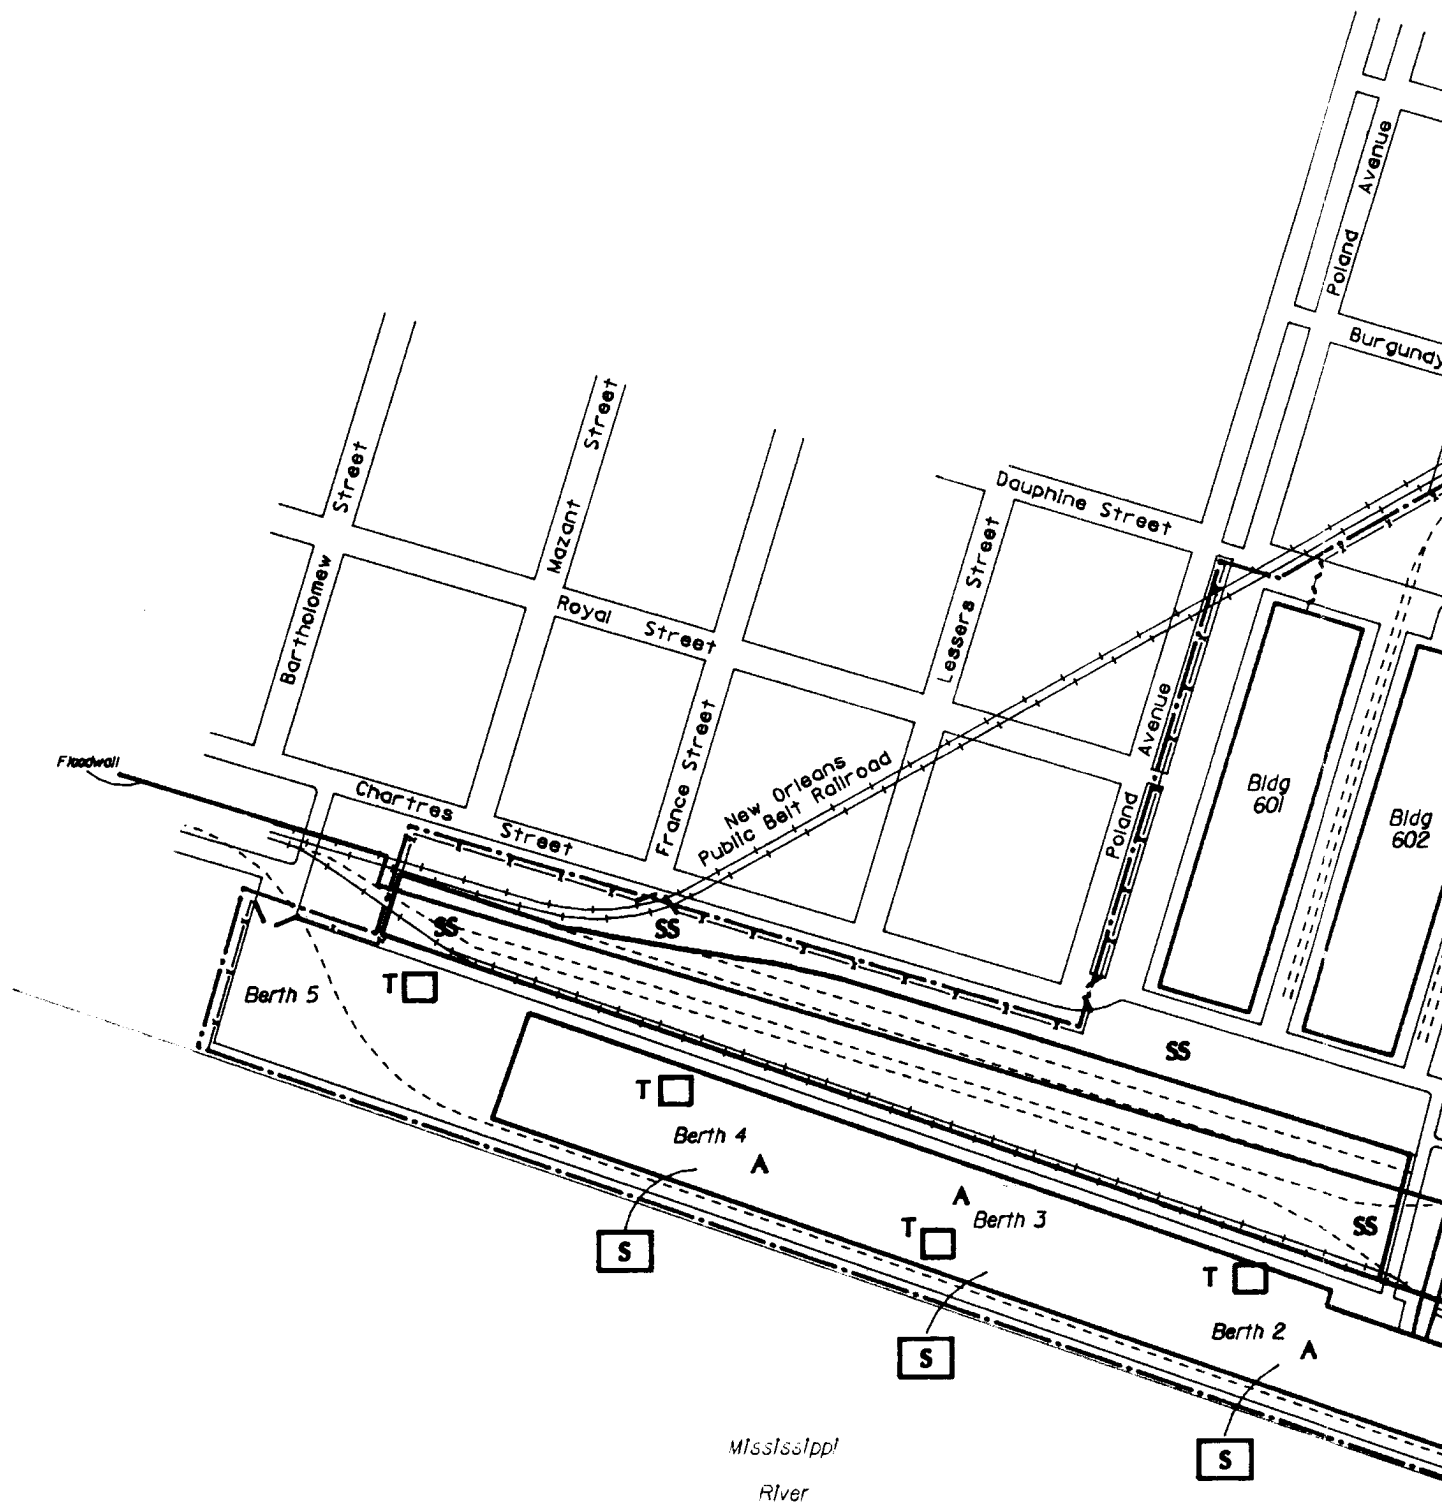 Poland Avenue
Burgundy
Street
Mazant Street
Dauphine Street
Bartholomew
Royal Street
Lessers Street
France Street
Poland Avenue
Floodwall
Chartres Street
New Orleans
Public Belt Railroad
Bldg
601
Bldg
602
SS
SS
Berth 5
T
SS
T
Berth 4
A
A
Berth 3
SS
T
S
T
Berth 2
A
S
S
Mississippi
River